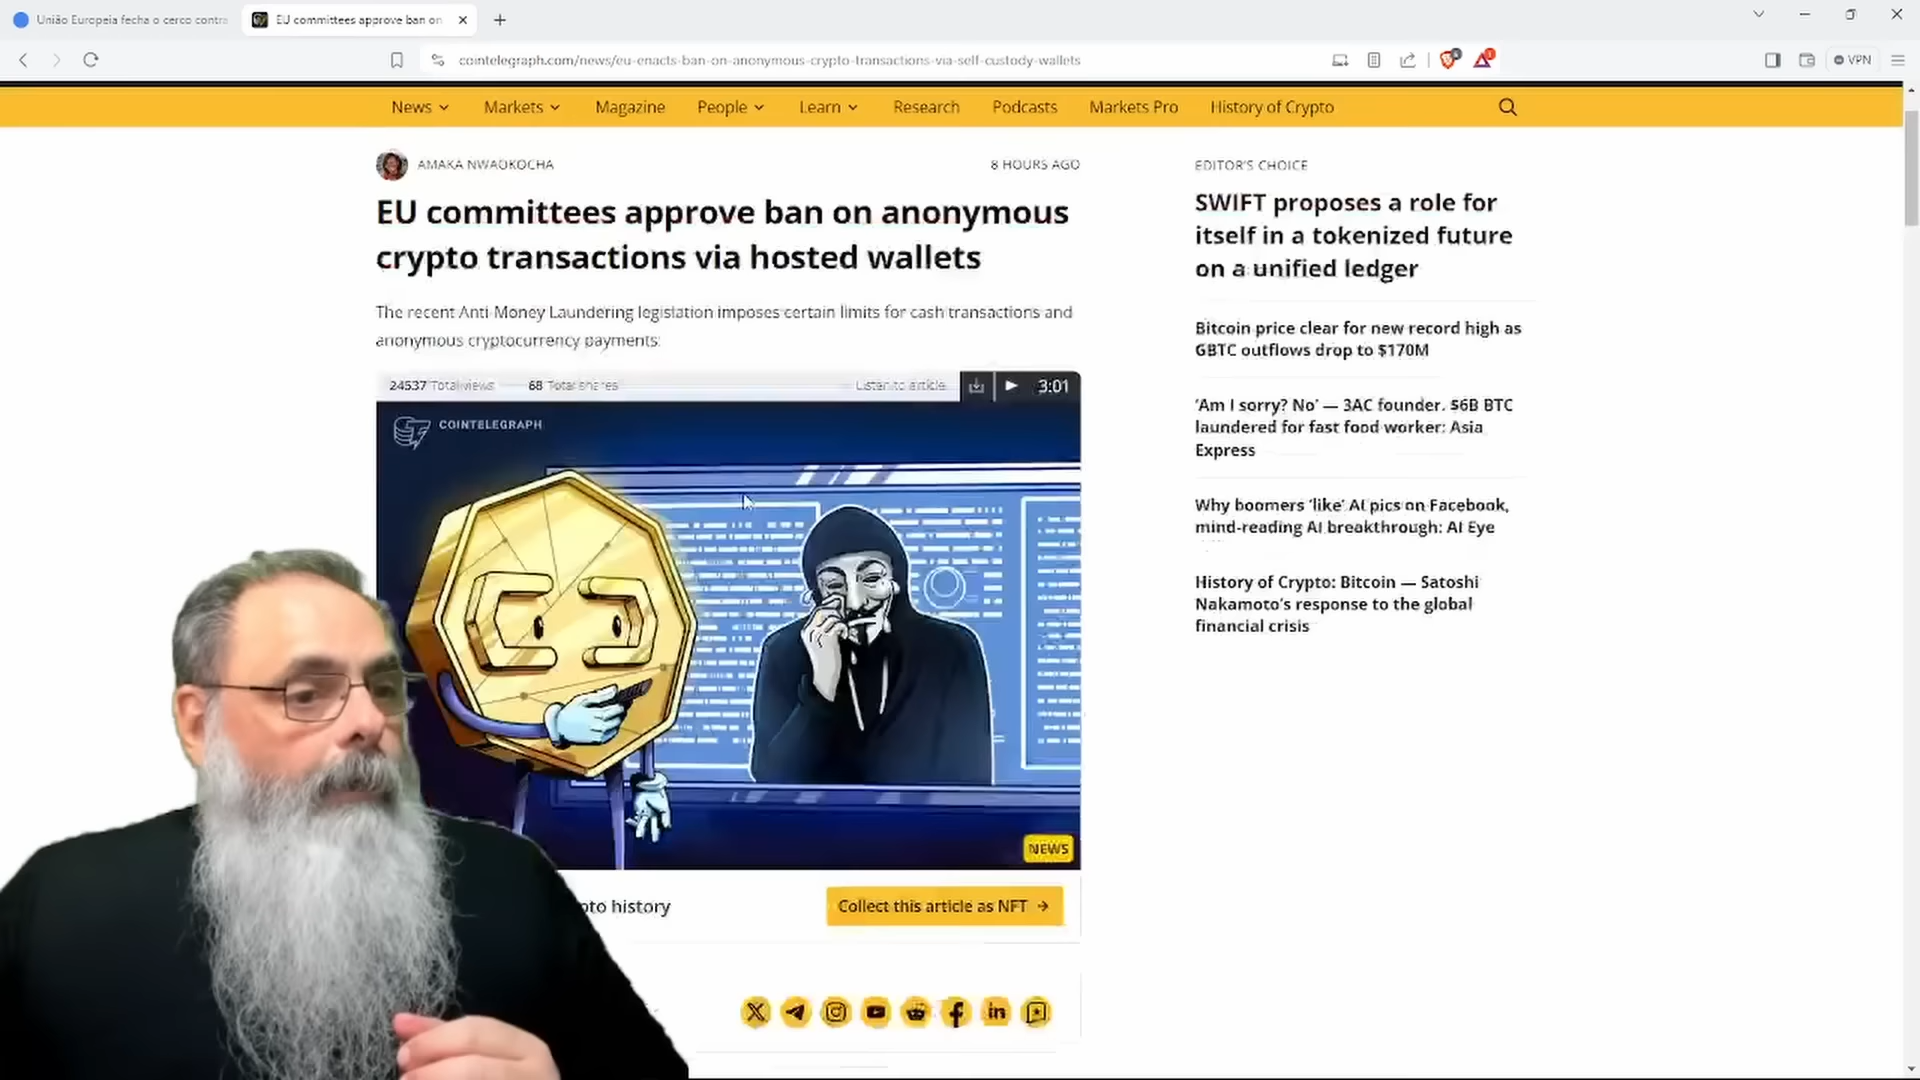 União Europeia fecha o cerco contra
EU committees approve ban on
cointelegraph.com/news/eu-enacts-ban-on-anonymous-crypto-transactions-via-self-custody-wallets
VPN
News
Markets
Magazine
People
Learn
Research
Podcasts
Markets Pro
History of Crypto
AMAKA NWAOKOCHA
8 HOURS AGO
EU committees approve ban on anonymous
crypto transactions via hosted wallets
The recent Anti-Money Laundering legislation imposes certain limits for cash transactions and
anonymous cryptocurrency payments.
24537 Total views
68 Total shares
Listen to article
3:01
COINTELEGRAPH
NEWS
pto history
Collect this article as NFT
in
EDITOR'S CHOICE
SWIFT proposes a role for
itself in a tokenized future
on a unified ledger
Bitcoin price clear for new record high as
GBTC outflows drop to $170M
'Am I sorry? No' — 3AC founder. $6B BTC
laundered for fast food worker: Asia
Express
Why boomers 'like' AI pics on Facebook,
mind-reading AI breakthrough: AI Eye
History of Crypto: Bitcoin — Satoshi
Nakamoto's response to the global
financial crisis